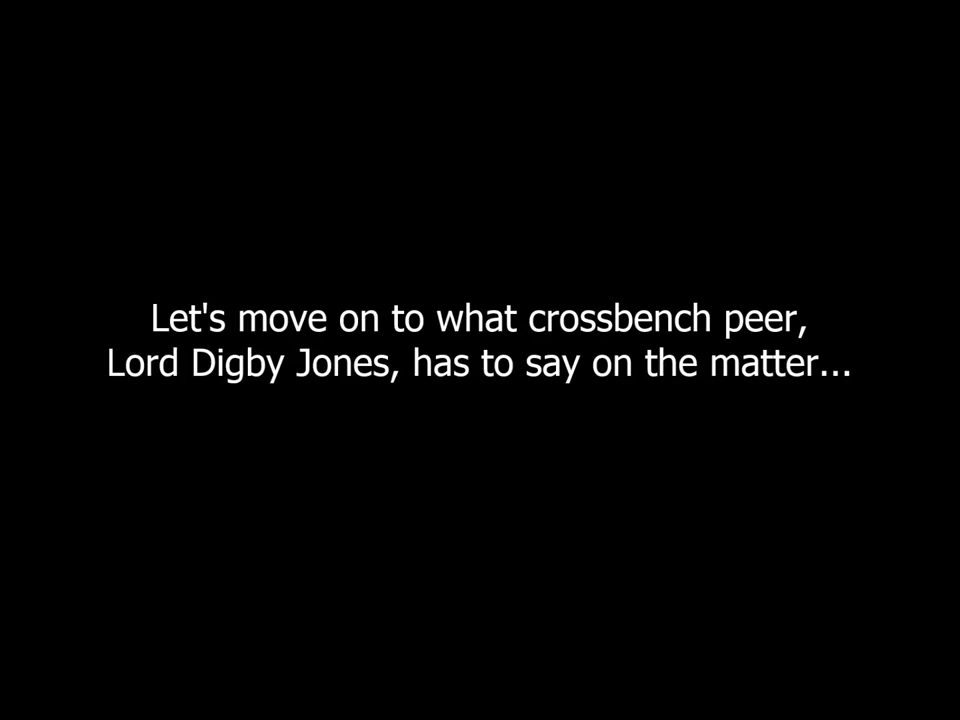 Let's move on to what crossbench peer,
Lord Digby Jones, has to say on the matter...